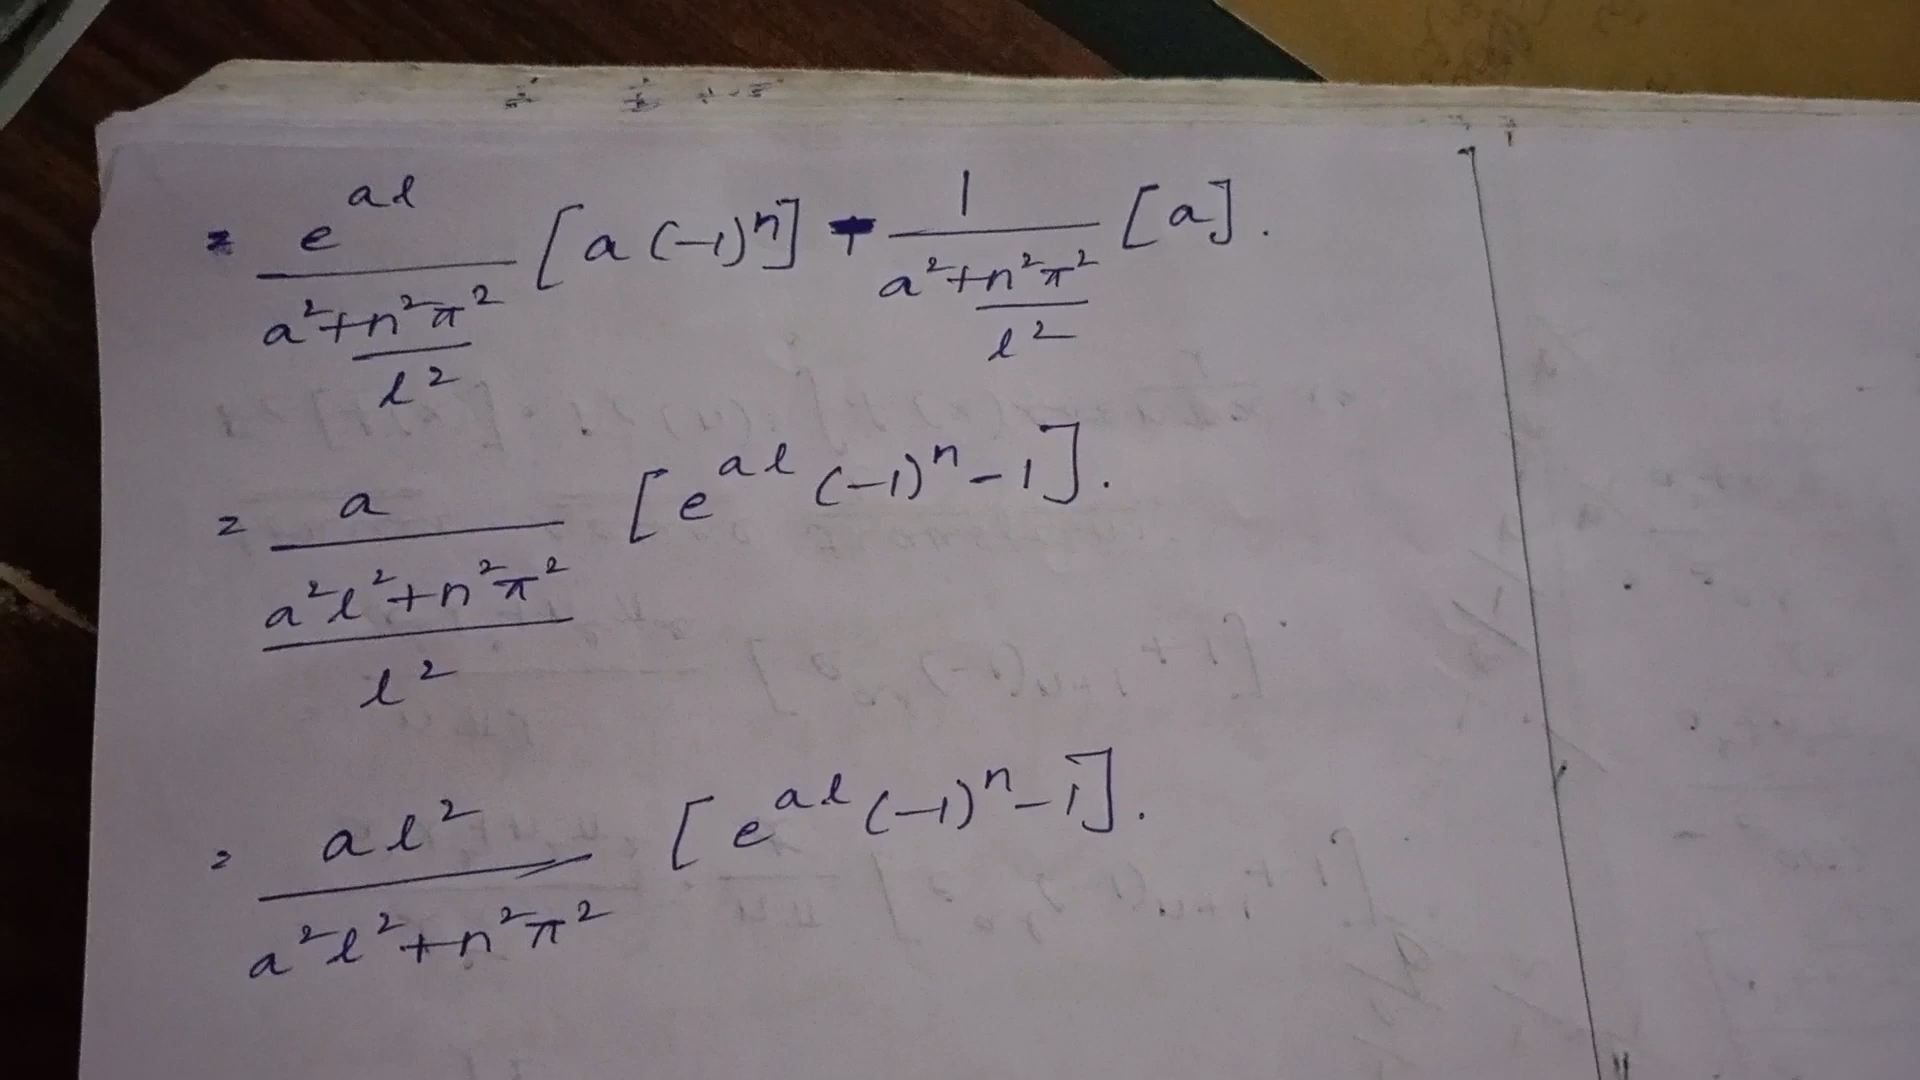 = e^{al} / (a² + n²π²/l²) [a(-1)ⁿ] - 1 / (a² + n²π²/l²) [a].
= a / ((a²l² + n²π²)/l²) [e^{al} (-1)ⁿ - 1].
= al² / (a²l² + n²π²) [e^{al} (-1)ⁿ - 1].